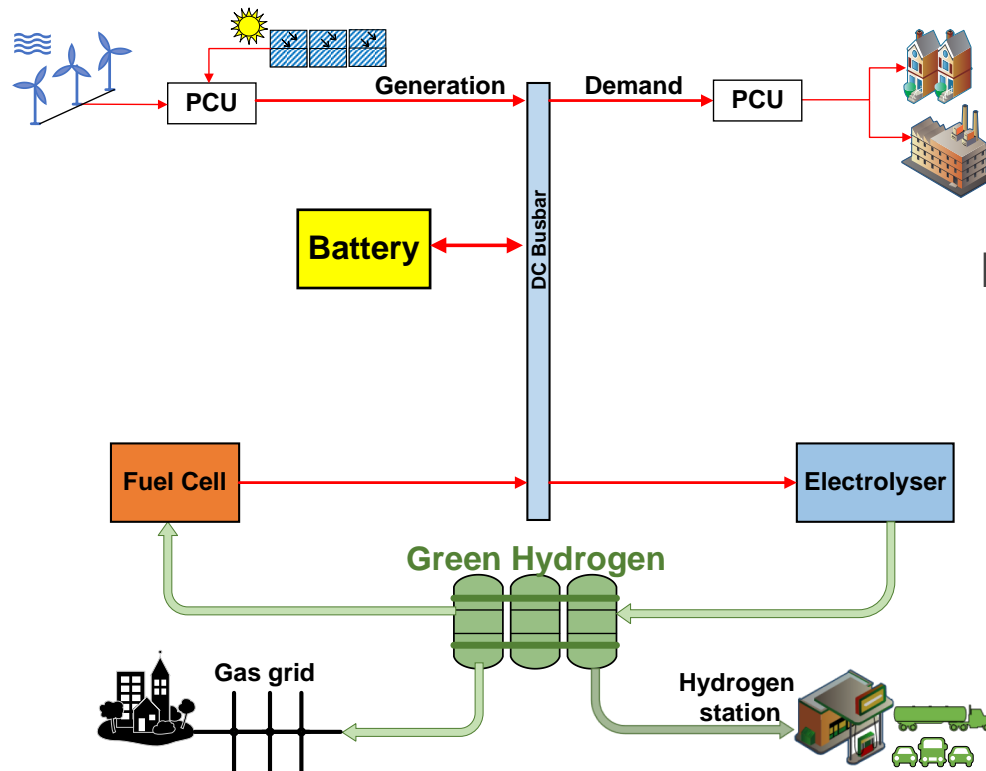 PCU
Generation
Demand
PCU
Battery
DC Busbar
Fuel Cell
Electrolyser
Green Hydrogen
Gas grid
Hydrogen
station